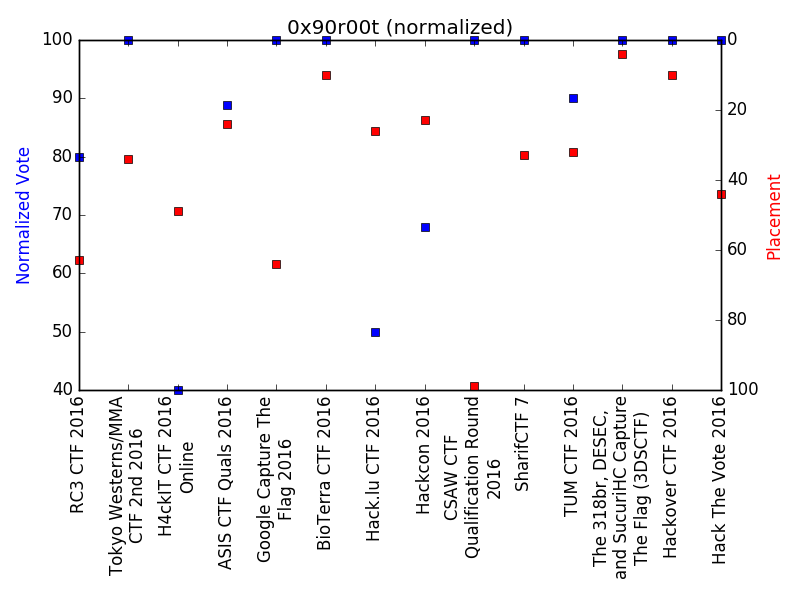 0x90r00t (normalized)
100
90
80
70
60
50
40
Normalized Vote
0
20
40
60
80
100
Placement
RC3 CTF 2016
Tokyo Westerns/MMA
CTF 2nd 2016
H4ckIT CTF 2016
Online
ASIS CTF Quals 2016
Google Capture The
Flag 2016
BioTerra CTF 2016
Hack.lu CTF 2016
Hackcon 2016
CSAW CTF
Qualification Round
2016
SharifCTF 7
TUM CTF 2016
The 318br, DESEC,
and SucuriHC Capture
The Flag (3DSCTF)
Hackover CTF 2016
Hack The Vote 2016